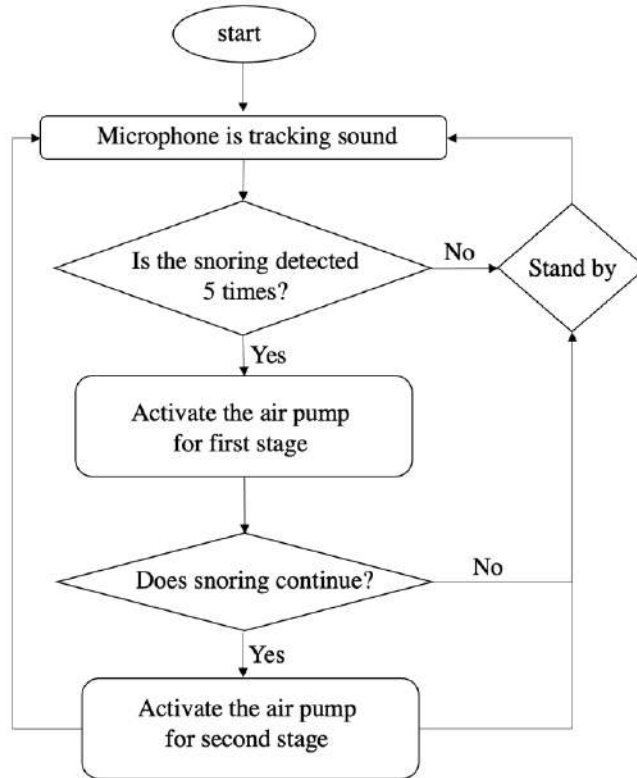 start
Microphone is tracking sound
Is the snoring detected
5 times?
No
Stand by
Yes
Activate the air pump
for first stage
Does snoring continue?
No
Yes
Activate the air pump
for second stage